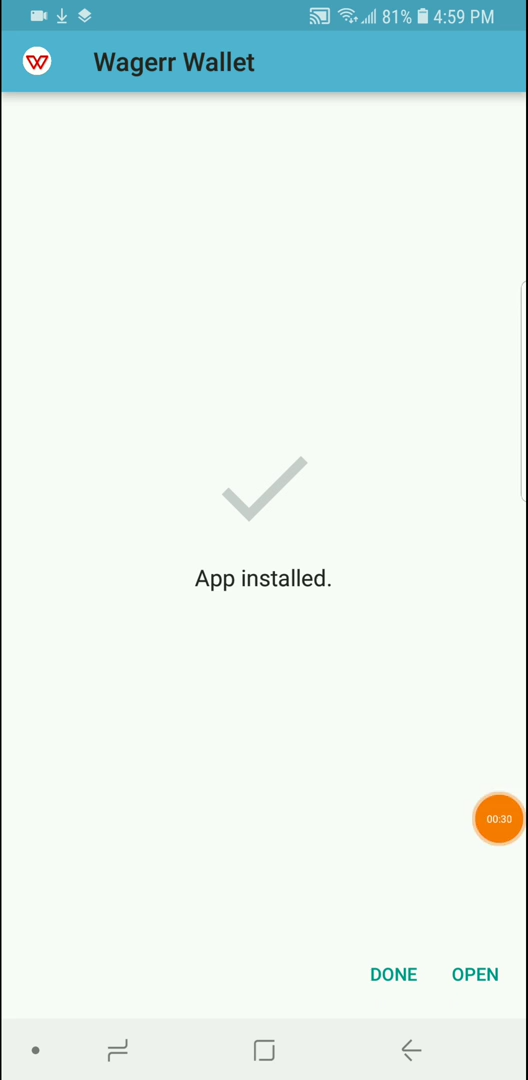 81% 4:59 PM
Wagerr Wallet
App installed.
00:30
DONE OPEN